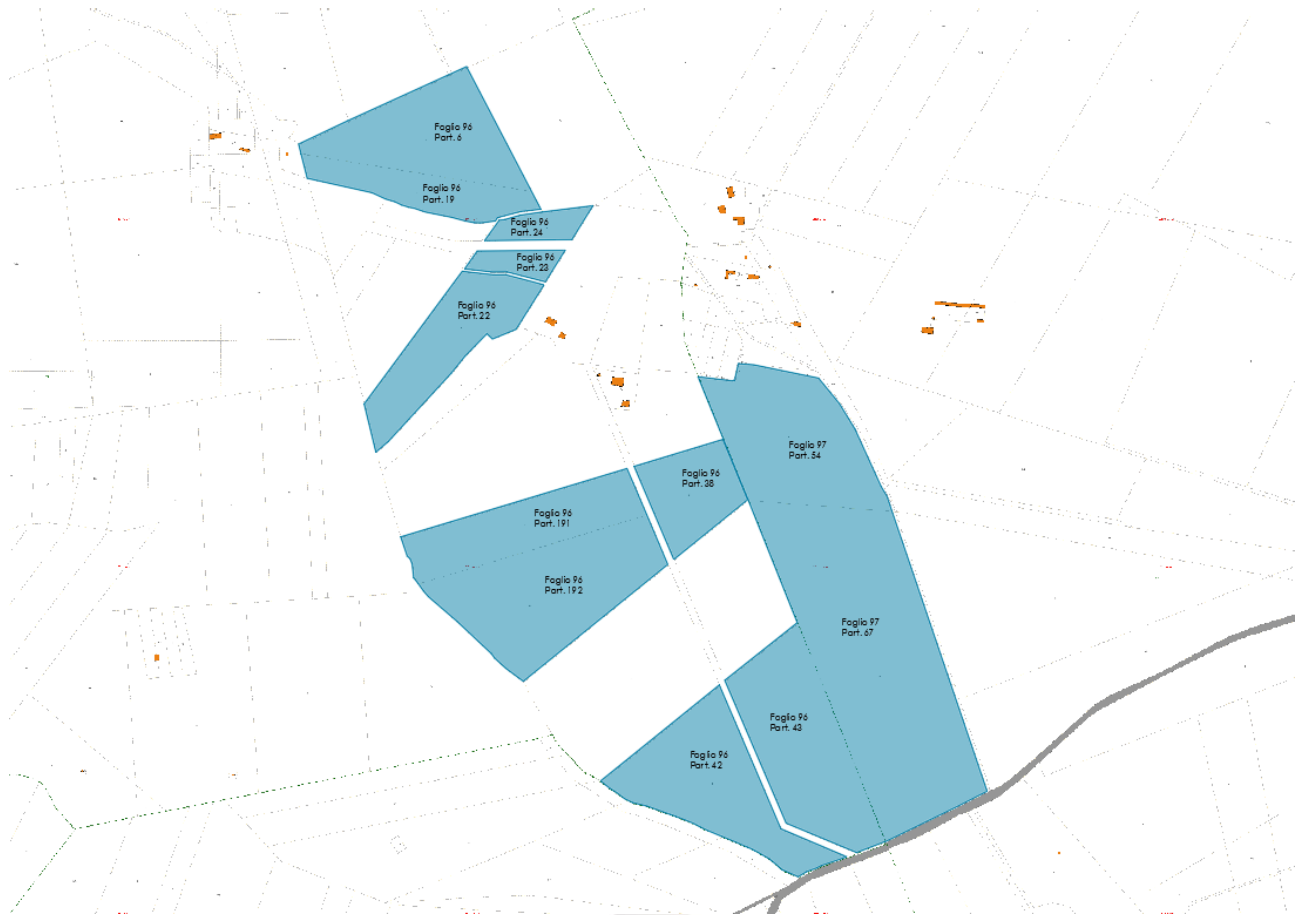 Foglio 96
Part. 6
Foglio 96
Part. 19
Foglio 96
Part. 24
Foglio 96
Part. 23
Foglio 96
Part. 22
Foglio 97
Part. 54
Foglio 96
Part. 38
Foglio 96
Part. 191
Foglio 96
Part. 192
Foglio 97
Part. 67
Foglio 96
Part. 43
Foglio 96
Part. 42